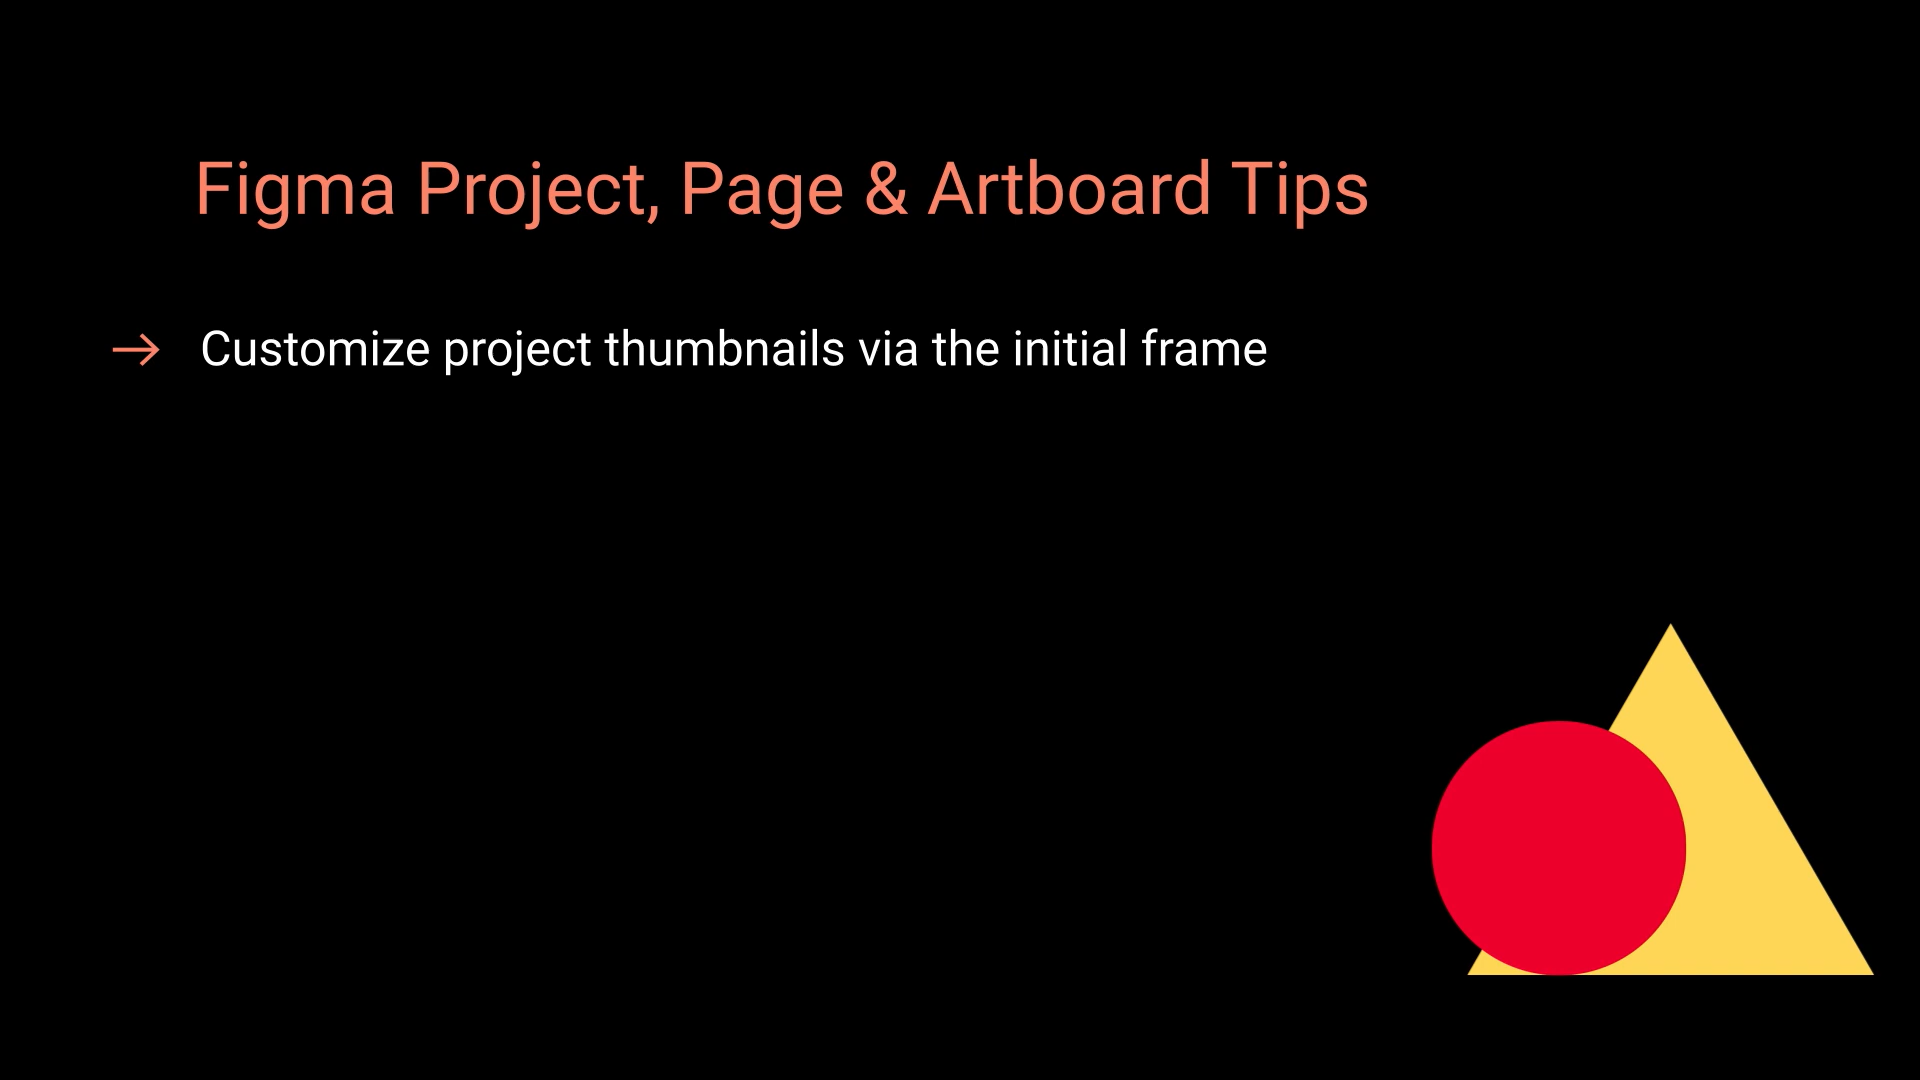 Figma Project, Page & Artboard Tips
Customize project thumbnails via the initial frame